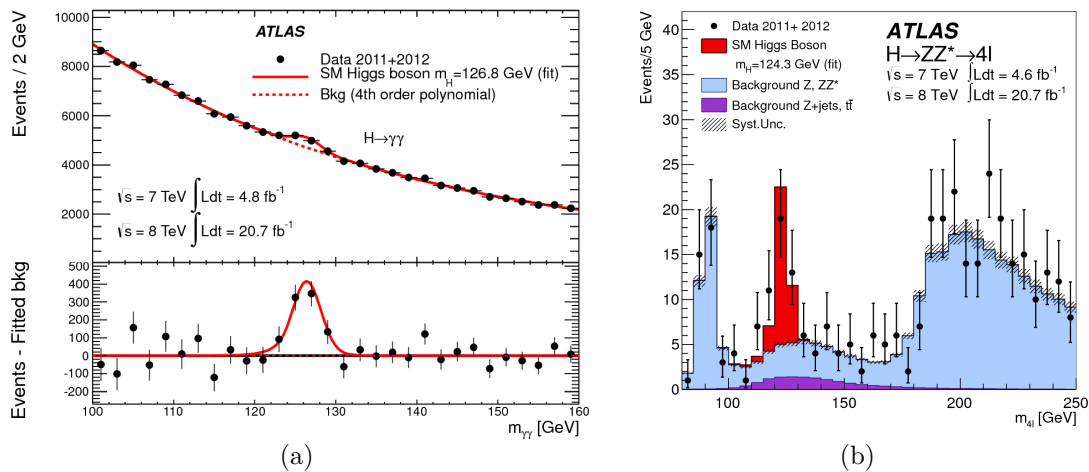 Events / 2 GeV
10000
8000
6000
4000
2000
ATLAS
Data 2011+2012
SM Higgs boson m_H=126.8 GeV (fit)
Bkg (4th order polynomial)
H→γγ
√s = 7 TeV ∫Ldt = 4.8 fb⁻¹
√s = 8 TeV ∫Ldt = 20.7 fb⁻¹
Events - Fitted bkg
500
400
300
200
100
0
-100
-200
100 110 120 130 140 150 160
m_γγ [GeV]
(a)
Events/5 GeV
40
35
30
25
20
15
10
5
0
Data 2011+ 2012
SM Higgs Boson
m_H=124.3 GeV (fit)
Background Z, ZZ*
Background Z+jets, tt̄
Syst.Unc.
ATLAS
H→ZZ*→4l
√s = 7 TeV ∫Ldt = 4.6 fb⁻¹
√s = 8 TeV ∫Ldt = 20.7 fb⁻¹
100 150 200 250
m_4l [GeV]
(b)